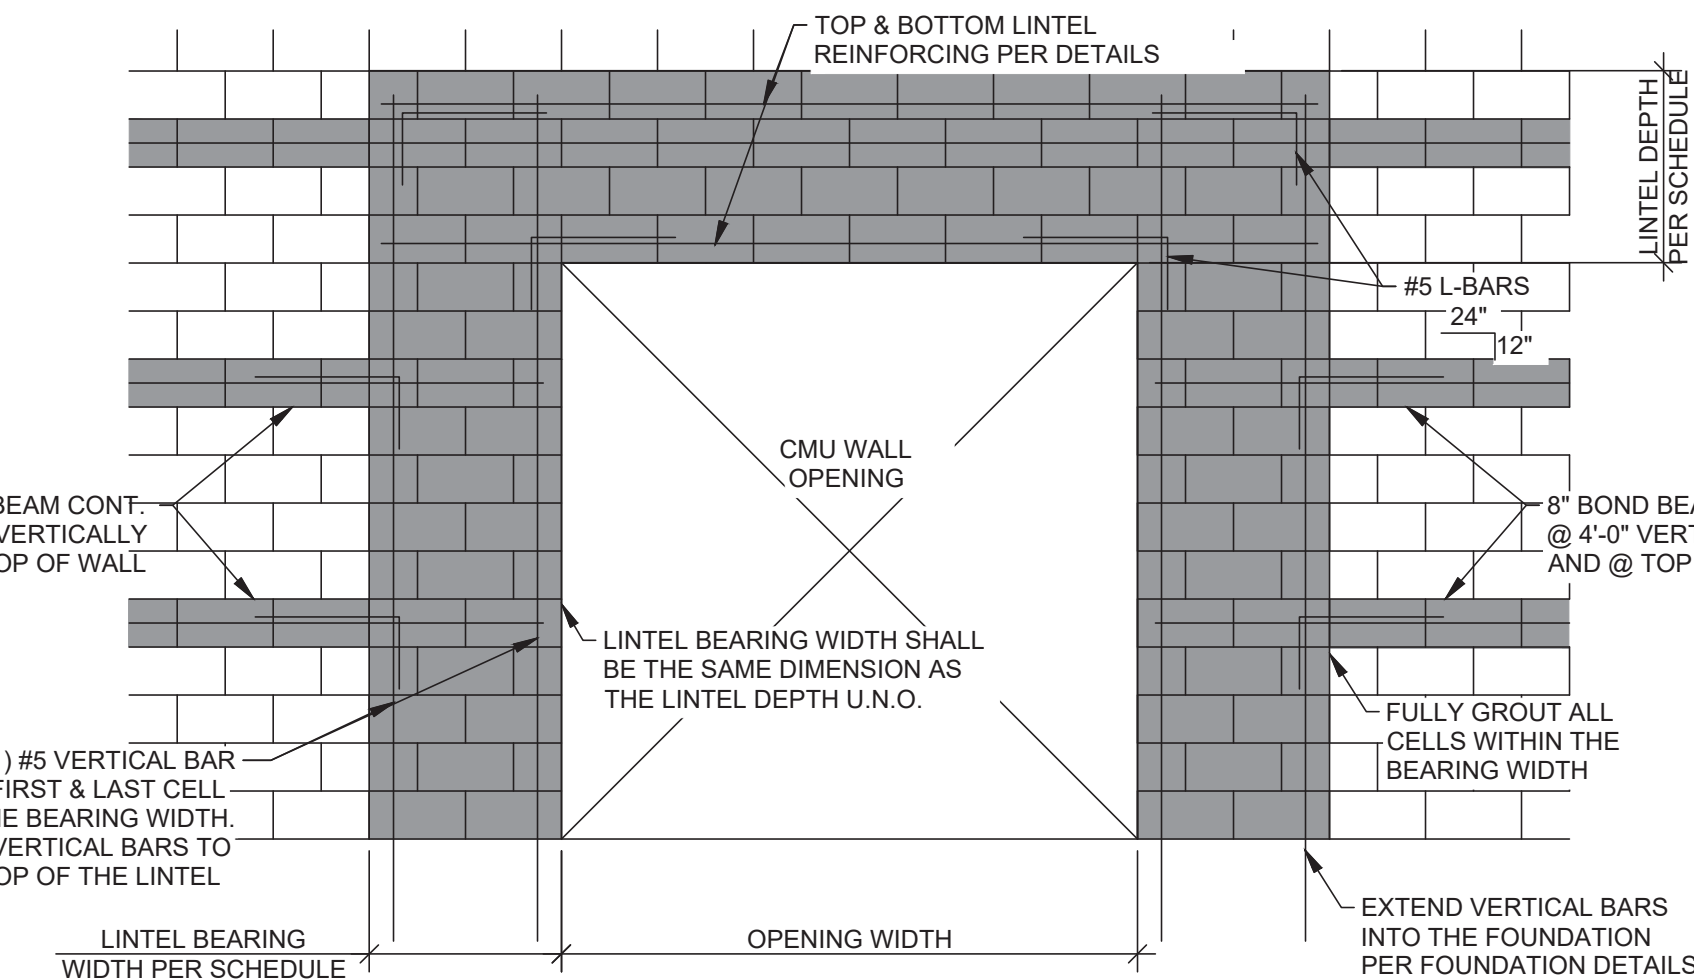 TOP & BOTTOM LINTEL
REINFORCING PER DETAILS
LINTEL DEPTH
PER SCHEDULE
#5 L-BARS
24"
12"
CMU WALL
OPENING
BEAM CONT.
VERTICALLY
OP OF WALL
8" BOND BEA
@ 4'-0" VERT
AND @ TOP
LINTEL BEARING WIDTH SHALL
BE THE SAME DIMENSION AS
THE LINTEL DEPTH U.N.O.
FULLY GROUT ALL
CELLS WITHIN THE
BEARING WIDTH
) #5 VERTICAL BAR
FIRST & LAST CELL
HE BEARING WIDTH.
VERTICAL BARS TO
OP OF THE LINTEL
EXTEND VERTICAL BARS
INTO THE FOUNDATION
PER FOUNDATION DETAILS
LINTEL BEARING
WIDTH PER SCHEDULE
OPENING WIDTH